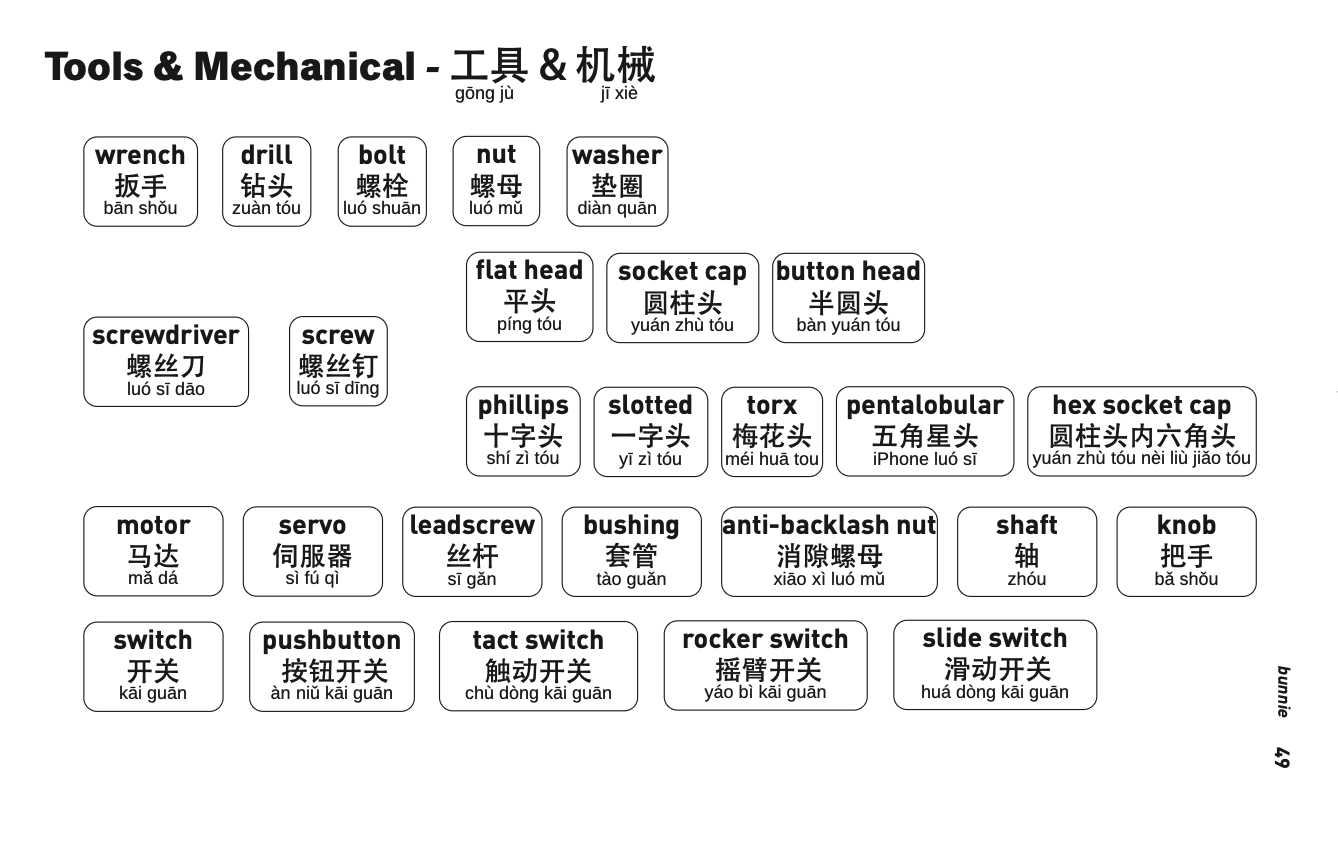 Tools & Mechanical - 工具 & 机械
gōng jù jī xiè
wrench
扳手
bān shǒu
drill
钻头
zuàn tóu
bolt
螺栓
luó shuān
nut
螺母
luó mǔ
washer
垫圈
diàn quān
flat head
平头
píng tóu
socket cap
圆柱头
yuán zhù tóu
button head
半圆头
bàn yuán tóu
screwdriver
螺丝刀
luó sī dāo
screw
螺丝钉
luó sī dīng
phillips
十字头
shí zì tóu
slotted
一字头
yī zì tóu
torx
梅花头
méi huā tou
pentalobular
五角星头
iPhone luó sī
hex socket cap
圆柱头内六角头
yuán zhù tóu nèi liù jiǎo tóu
motor
马达
mǎ dá
servo
伺服器
sì fú qì
leadscrew
丝杆
sī gǎn
bushing
套管
tào guǎn
anti-backlash nut
消隙螺母
xiāo xì luó mǔ
shaft
轴
zhóu
knob
把手
bǎ shǒu
switch
开关
kāi guān
pushbutton
按钮开关
àn niǔ kāi guān
tact switch
触动开关
chù dòng kāi guān
rocker switch
摇臂开关
yáo bì kāi guān
slide switch
滑动开关
huá dòng kāi guān
bunnie 49